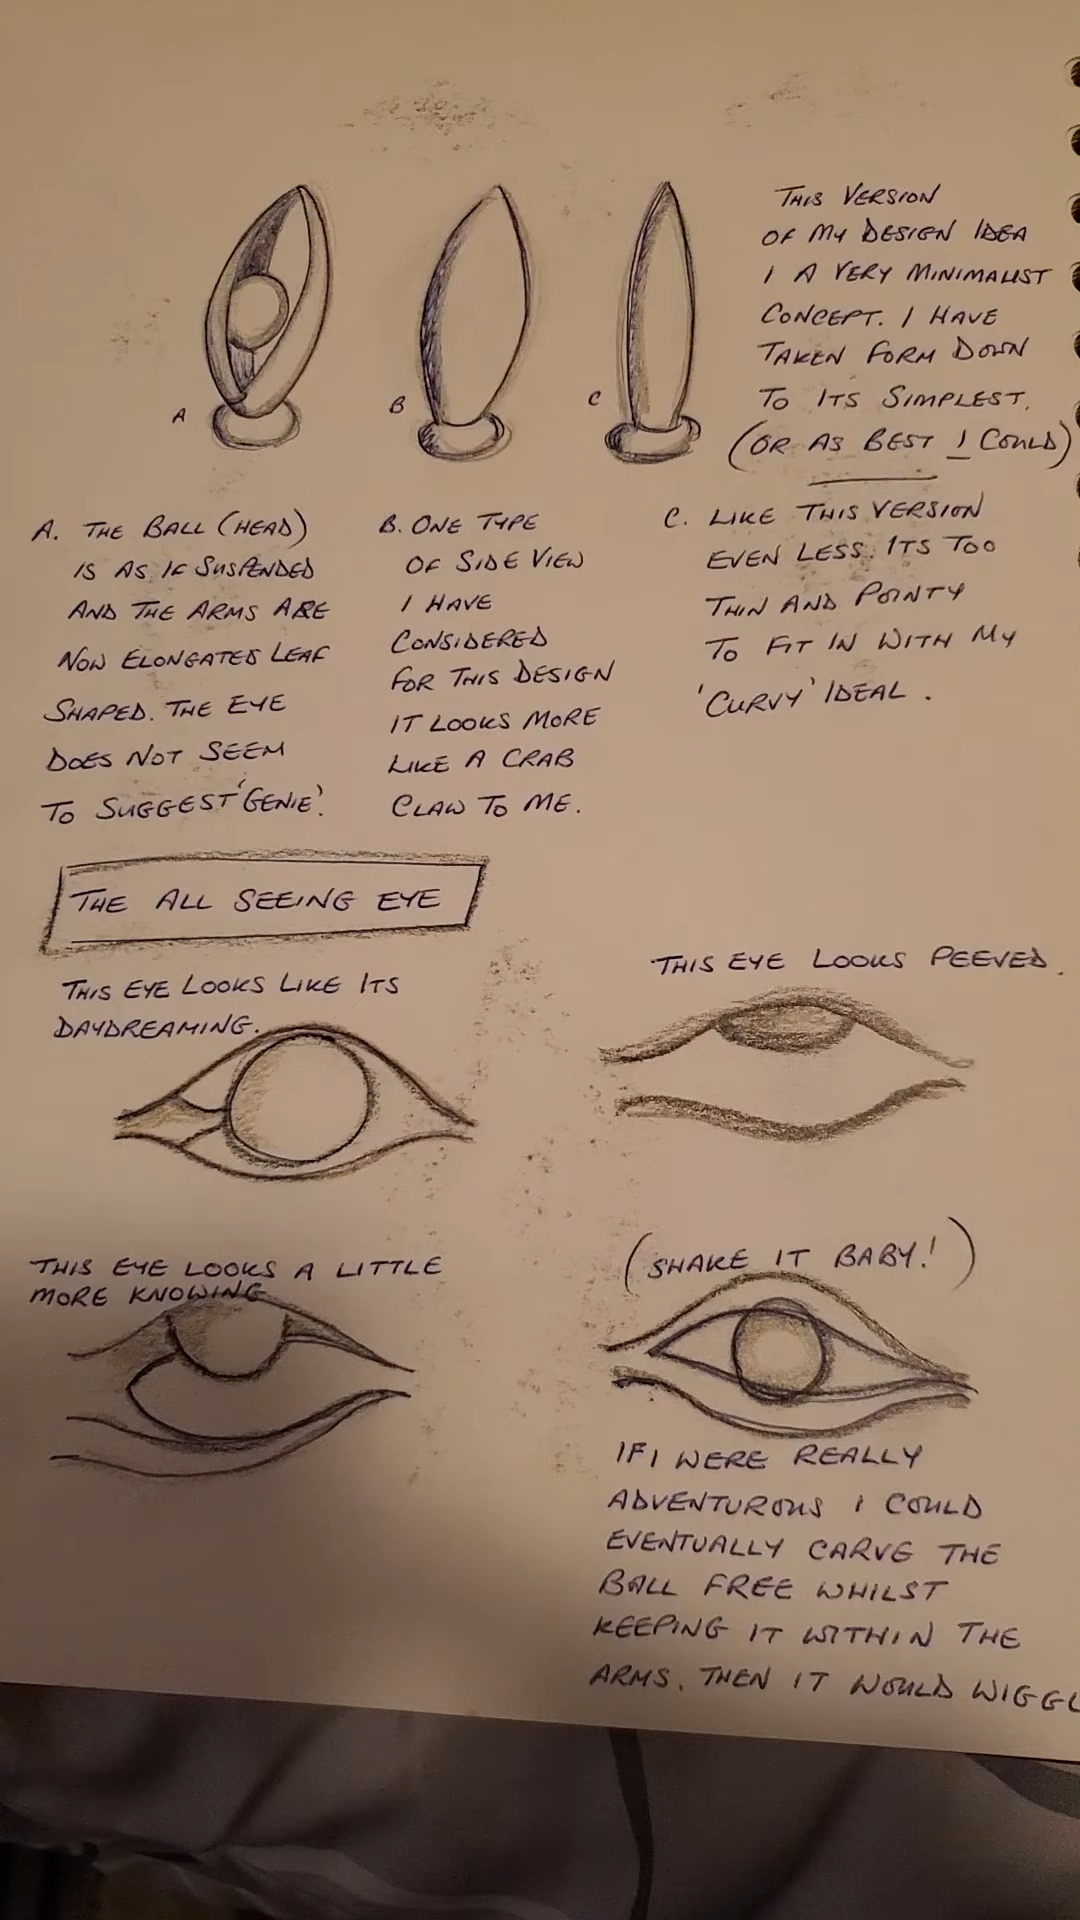 THIS VERSION
OF MY DESIGN IDEA
I A VERY MINIMALIST
CONCEPT. I HAVE
TAKEN FORM DOWN
TO ITS SIMPLEST.
(OR AS BEST I COULD)
A
B
C
A. THE BALL (HEAD)
IS AS IF SUSPENDED
AND THE ARMS ARE
NOW ELONGATED LEAF
SHAPED. THE EYE
DOES NOT SEEM
TO SUGGEST 'GENIE'.
B. ONE TYPE
OF SIDE VIEW
I HAVE
CONSIDERED
FOR THIS DESIGN
IT LOOKS MORE
LIKE A CRAB
CLAW TO ME.
C. LIKE THIS VERSION
EVEN LESS. ITS TOO
THIN AND POINTY
TO FIT IN WITH MY
'CURVY' IDEAL.
THE ALL SEEING EYE
THIS EYE LOOKS LIKE ITS
DAYDREAMING.
THIS EYE LOOKS PEEVED.
THIS EYE LOOKS A LITTLE
MORE KNOWING
(SHAKE IT BABY!)
IF I WERE REALLY
ADVENTUROUS I COULD
EVENTUALLY CARVE THE
BALL FREE WHILST
KEEPING IT WITHIN THE
ARMS. THEN IT WOULD WIGGL